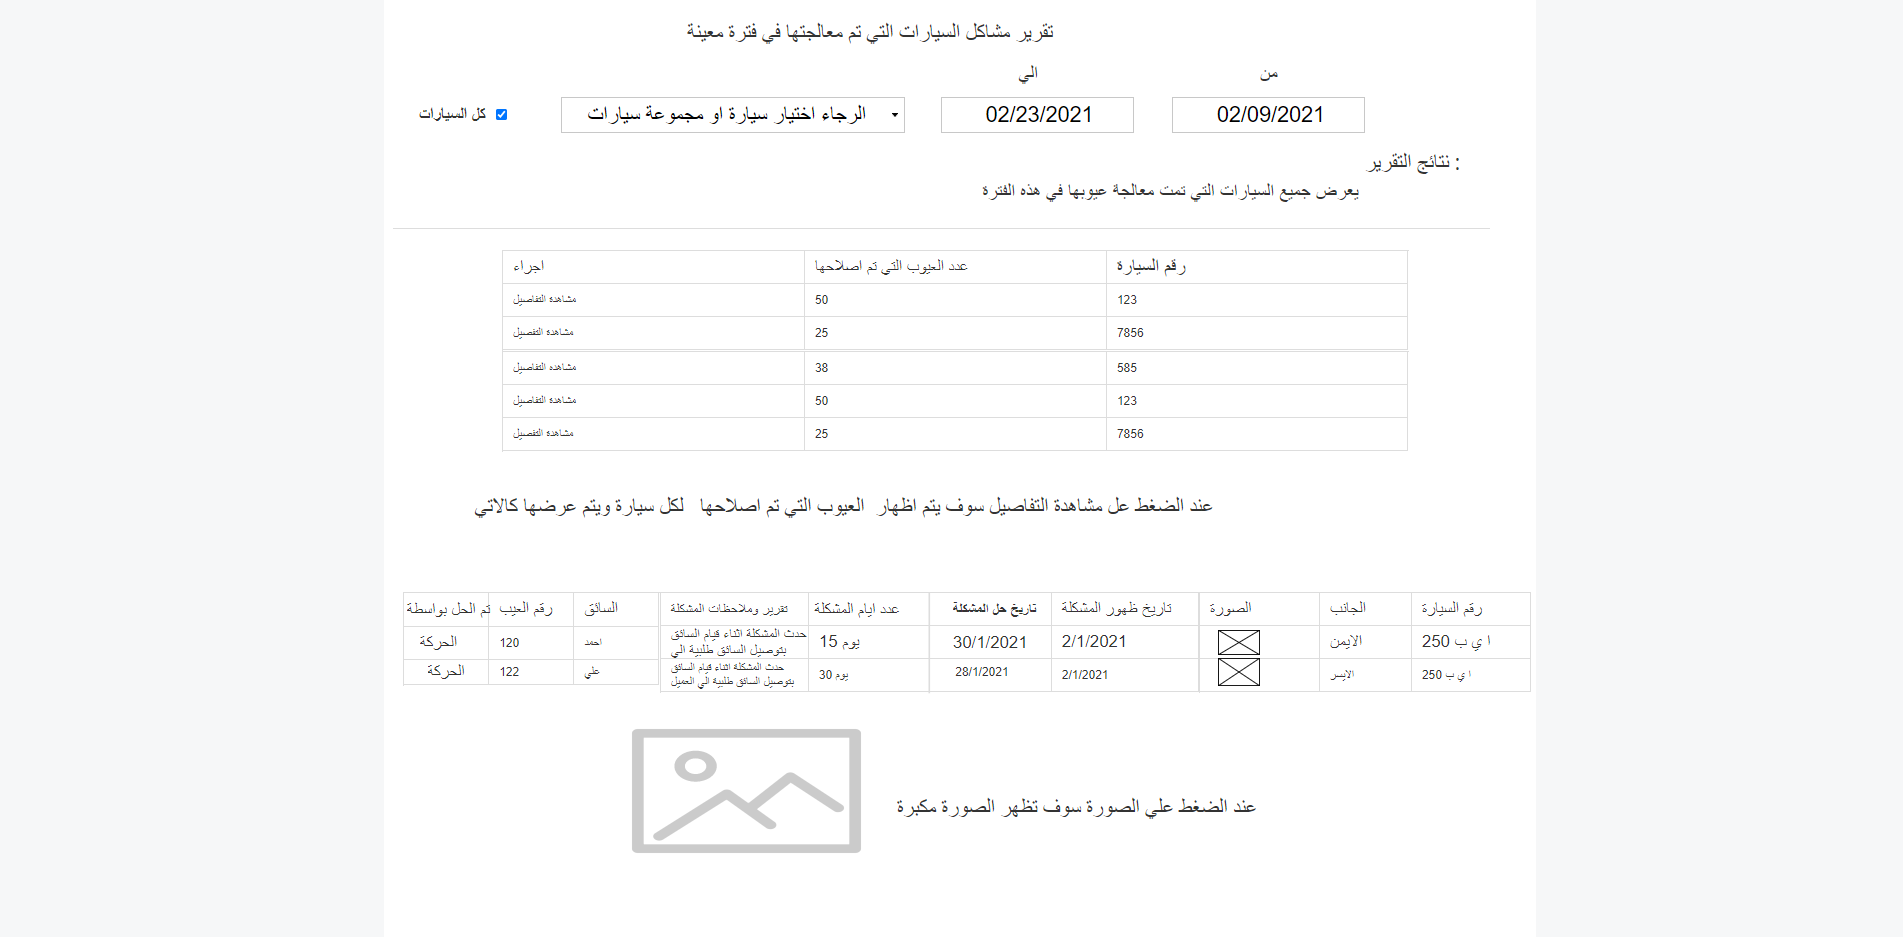 تقرير مشاكل السيارات التي تم معالجتها في فترة معينة
من الي
02/09/2021 02/23/2021 الرجاء اختيار سيارة او مجموعة سيارات كل السيارات
نتائج التقرير :
يعرض جميع السيارات التي تمت معالجة عيوبها في هذه الفترة
رقم السيارة عدد العيوب التي تم اصلاحها اجراء
123 50 مشاهدة التفاصيل
7856 25 مشاهدة التفصيل
585 38 مشاهده التفاصيل
123 50 مشاهدة التفاصيل
7856 25 مشاهدة التفصيل
عند الضغط عل مشاهدة التفاصيل سوف يتم اظهار العيوب التي تم اصلاحها لكل سيارة ويتم عرضها كالاتي
رقم السيارة الجانب الصورة تاريخ ظهور المشكلة تاريخ حل المشكلة عدد ايام المشكلة تقرير وملاحظات المشكلة السائق رقم العيب تم الحل بواسطة
ا ي ب 250 الايمن 2/1/2021 30/1/2021 15 يوم حدث المشكلة اثناء قيام السائق بتوصيل السائق طلبية الي احمد 120 الحركة
ا ي ب 250 الايسر 2/1/2021 28/1/2021 30 يوم حدث المشكلة اثناء قيام السائق بتوصيل السائق طلبية الي العميل علي 122 الحركة
عند الضغط علي الصورة سوف تظهر الصورة مكبرة